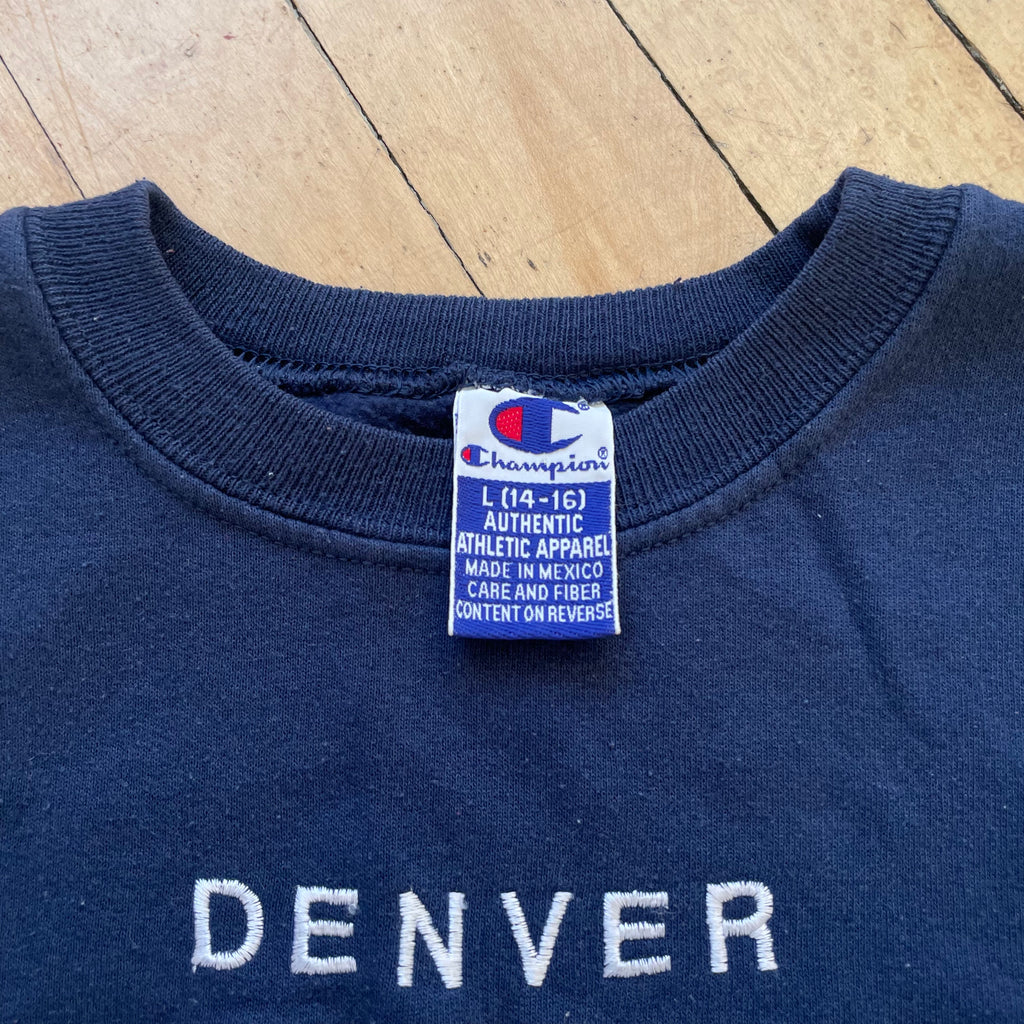 Champion®
L (14-16)
AUTHENTIC
ATHLETIC APPAREL
MADE IN MEXICO
CARE AND FIBER
CONTENT ON REVERSE
DENVER